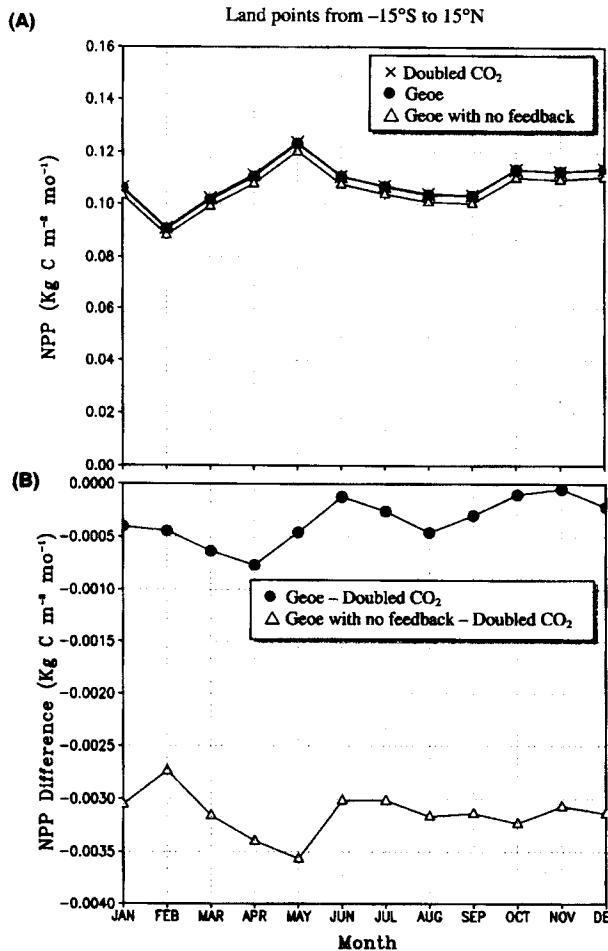 Land points from −15°S to 15°N
(A)
0.16
0.14
0.12
0.10
0.08
0.06
0.04
0.02
0.00
NPP (Kg C m⁻² mo⁻¹)
× Doubled CO₂
● Geoe
△ Geoe with no feedback
(B)
0.0000
−0.0005
−0.0010
−0.0015
−0.0020
−0.0025
−0.0030
−0.0035
−0.0040
NPP Difference (Kg C m⁻² mo⁻¹)
● Geoe – Doubled CO₂
△ Geoe with no feedback – Doubled CO₂
JAN FEB MAR APR MAY JUN JUL AUG SEP OCT NOV DE
Month